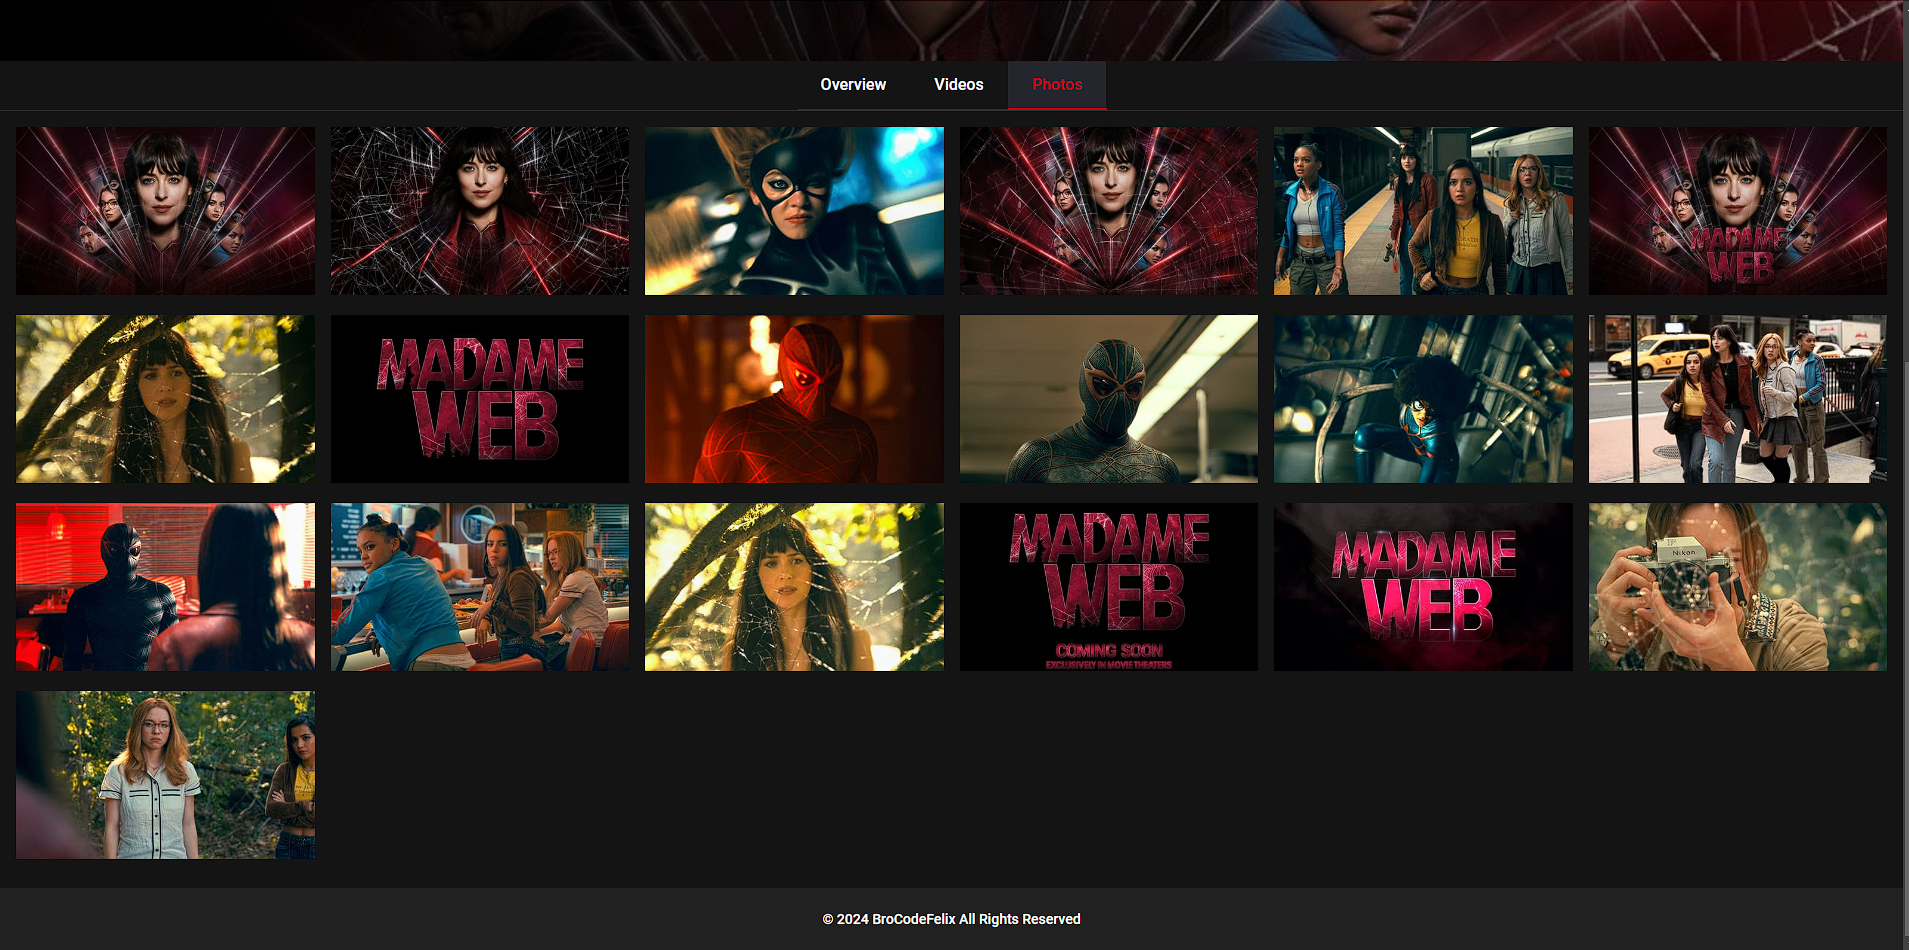 Overview Videos Photos
MADAME
WEB
MADAME
WEB
MADAME
WEB
COMING SOON
EXCLUSIVELY IN MOVIE THEATERS
MADAME
WEB
Nikon
© 2024 BroCodeFelix All Rights Reserved